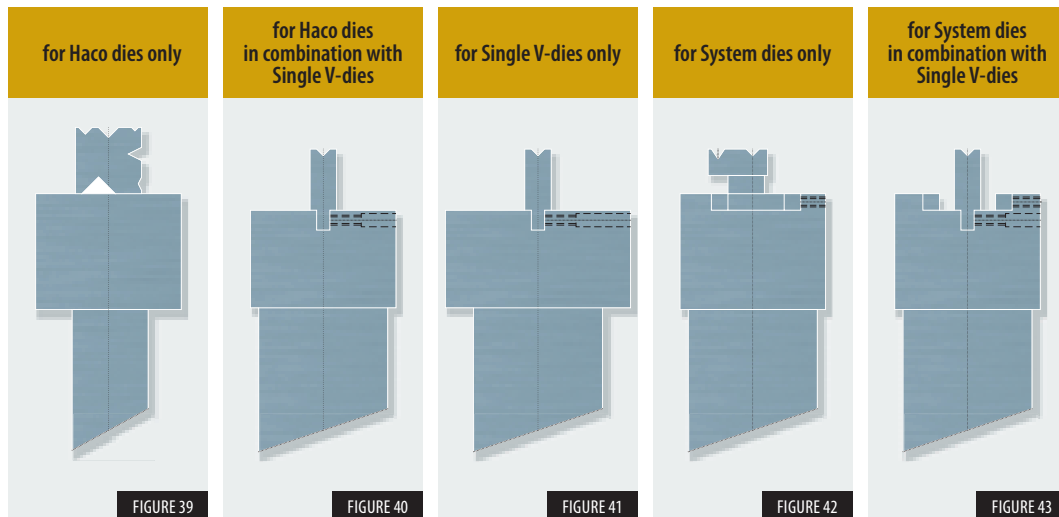 for Haco dies only
for Haco dies
in combination with
Single V-dies
for Single V-dies only
for System dies only
for System dies
in combination with
Single V-dies
FIGURE 39
FIGURE 40
FIGURE 41
FIGURE 42
FIGURE 43